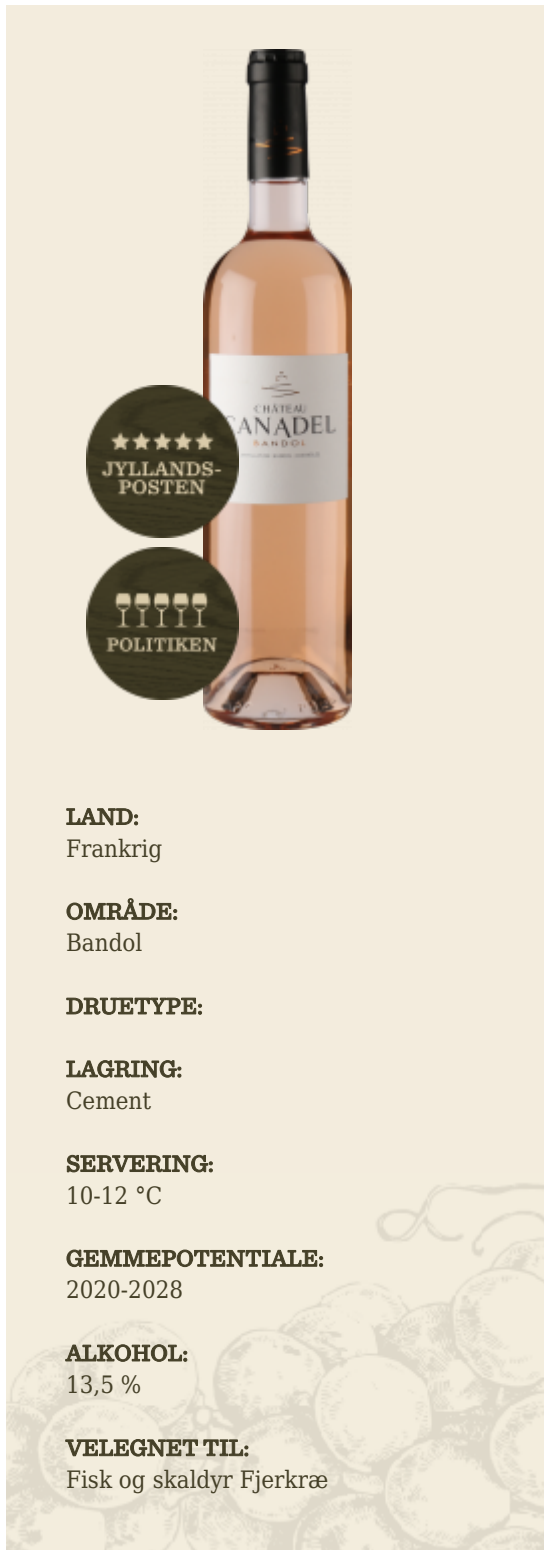 CHÂTEAU
CANADEL
BANDOL
JYLLANDS-
POSTEN
POLITIKEN
LAND:
Frankrig
OMRÅDE:
Bandol
DRUETYPE:
LAGRING:
Cement
SERVERING:
10-12 °C
GEMMEPOTENTIALE:
2020-2028
ALKOHOL:
13,5 %
VELEGNET TIL:
Fisk og skaldyr Fjerkræ